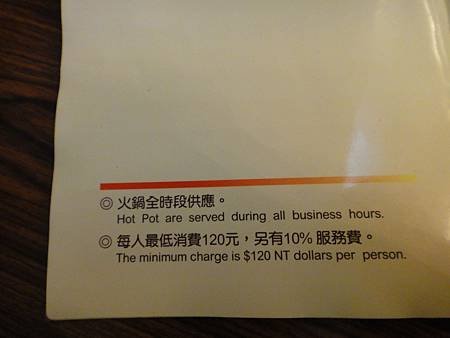 ◎ 火鍋全時段供應。
Hot Pot are served during all business hours.
◎ 每人最低消費120元，另有10% 服務費。
The minimum charge is $120 NT dollars per person.